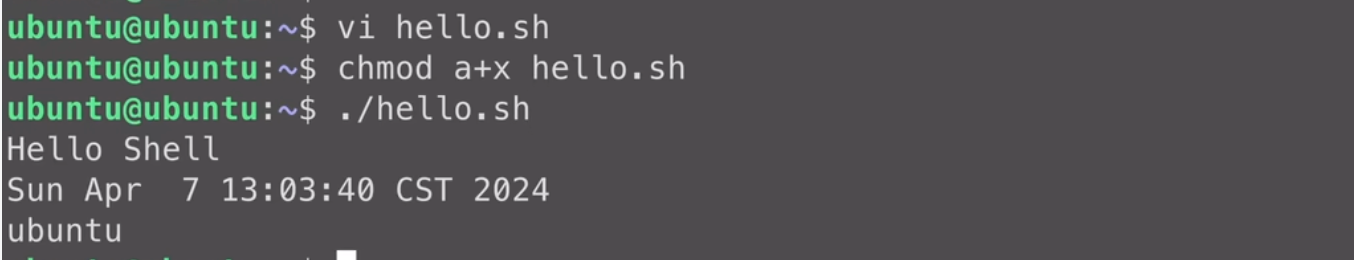 ubuntu@ubuntu:~$ vi hello.sh
ubuntu@ubuntu:~$ chmod a+x hello.sh
ubuntu@ubuntu:~$ ./hello.sh
Hello Shell
Sun Apr  7 13:03:40 CST 2024
ubuntu